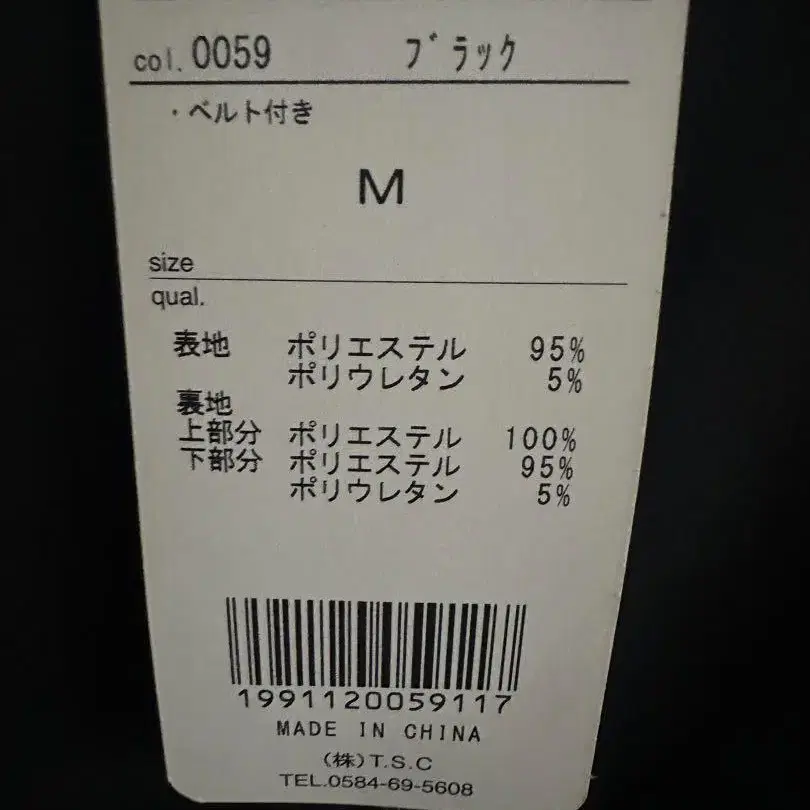 col. 0059 ブラック
・ベルト付き
M
size
qual.
表地 ポリエステル 95%
ポリウレタン 5%
裏地
上部分 ポリエステル 100%
下部分 ポリエステル 95%
ポリウレタン 5%
1991120059117
MADE IN CHINA
(株)T.S.C
TEL.0584-69-5608